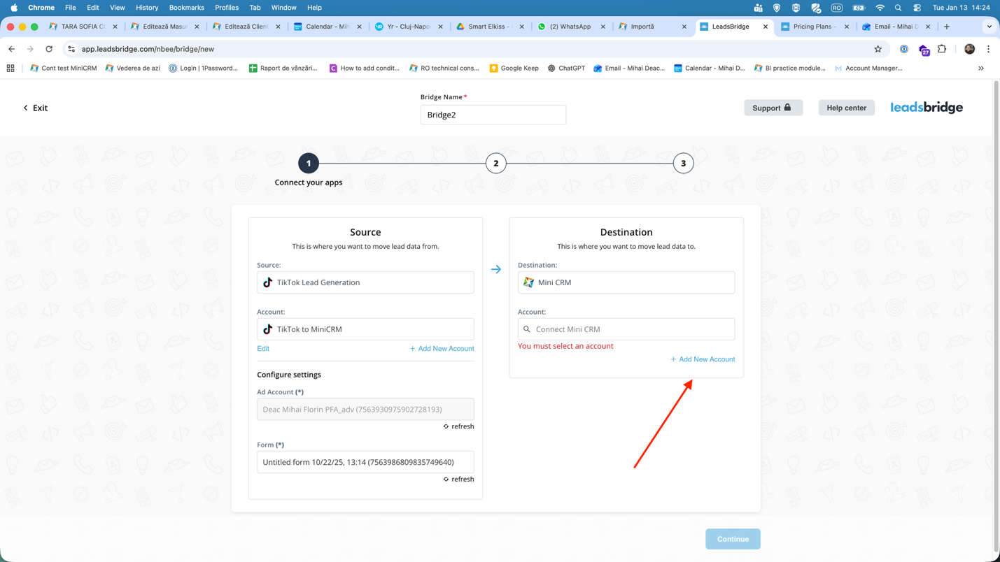 Chrome File Edit View History Bookmarks Profiles Tab Window Help RO Tue Jan 13 14:24
TARA SOFIA C Editează Masu Editează Client Calendar - Mih Yr - Cluj-Napo Smart Elkiss - (2) WhatsApp Importă LeadsBridge Pricing Plans - Email - Mihai D
app.leadsbridge.com/nbee/bridge/new 27
Cont test MiniCRM Vederea de azi Login | 1Password... Raport de vânzări... How to add condit... RO technical cons... Google Keep ChatGPT Email - Mihai Deac... Calendar - Mihai D... BI practice module... Account Manager...
Exit
Bridge Name*
Bridge2
Support
Help center
leadsbridge
1
2
3
Connect your apps
Source
This is where you want to move lead data from.
Source:
TikTok Lead Generation
Account:
TikTok to MiniCRM
Edit
+ Add New Account
Configure settings
Ad Account (*)
Deac Mihai Florin PFA_adv (7563930975902728193)
refresh
Form (*)
Untitled form 10/22/25, 13:14 (7563986809835749640)
refresh
Destination
This is where you want to move lead data to.
Destination:
Mini CRM
Account:
Connect Mini CRM
You must select an account
+ Add New Account
Continue